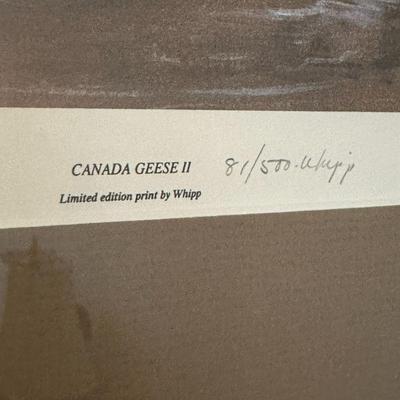 CANADA GEESE II 81/500 - Whipp
Limited edition print by Whipp